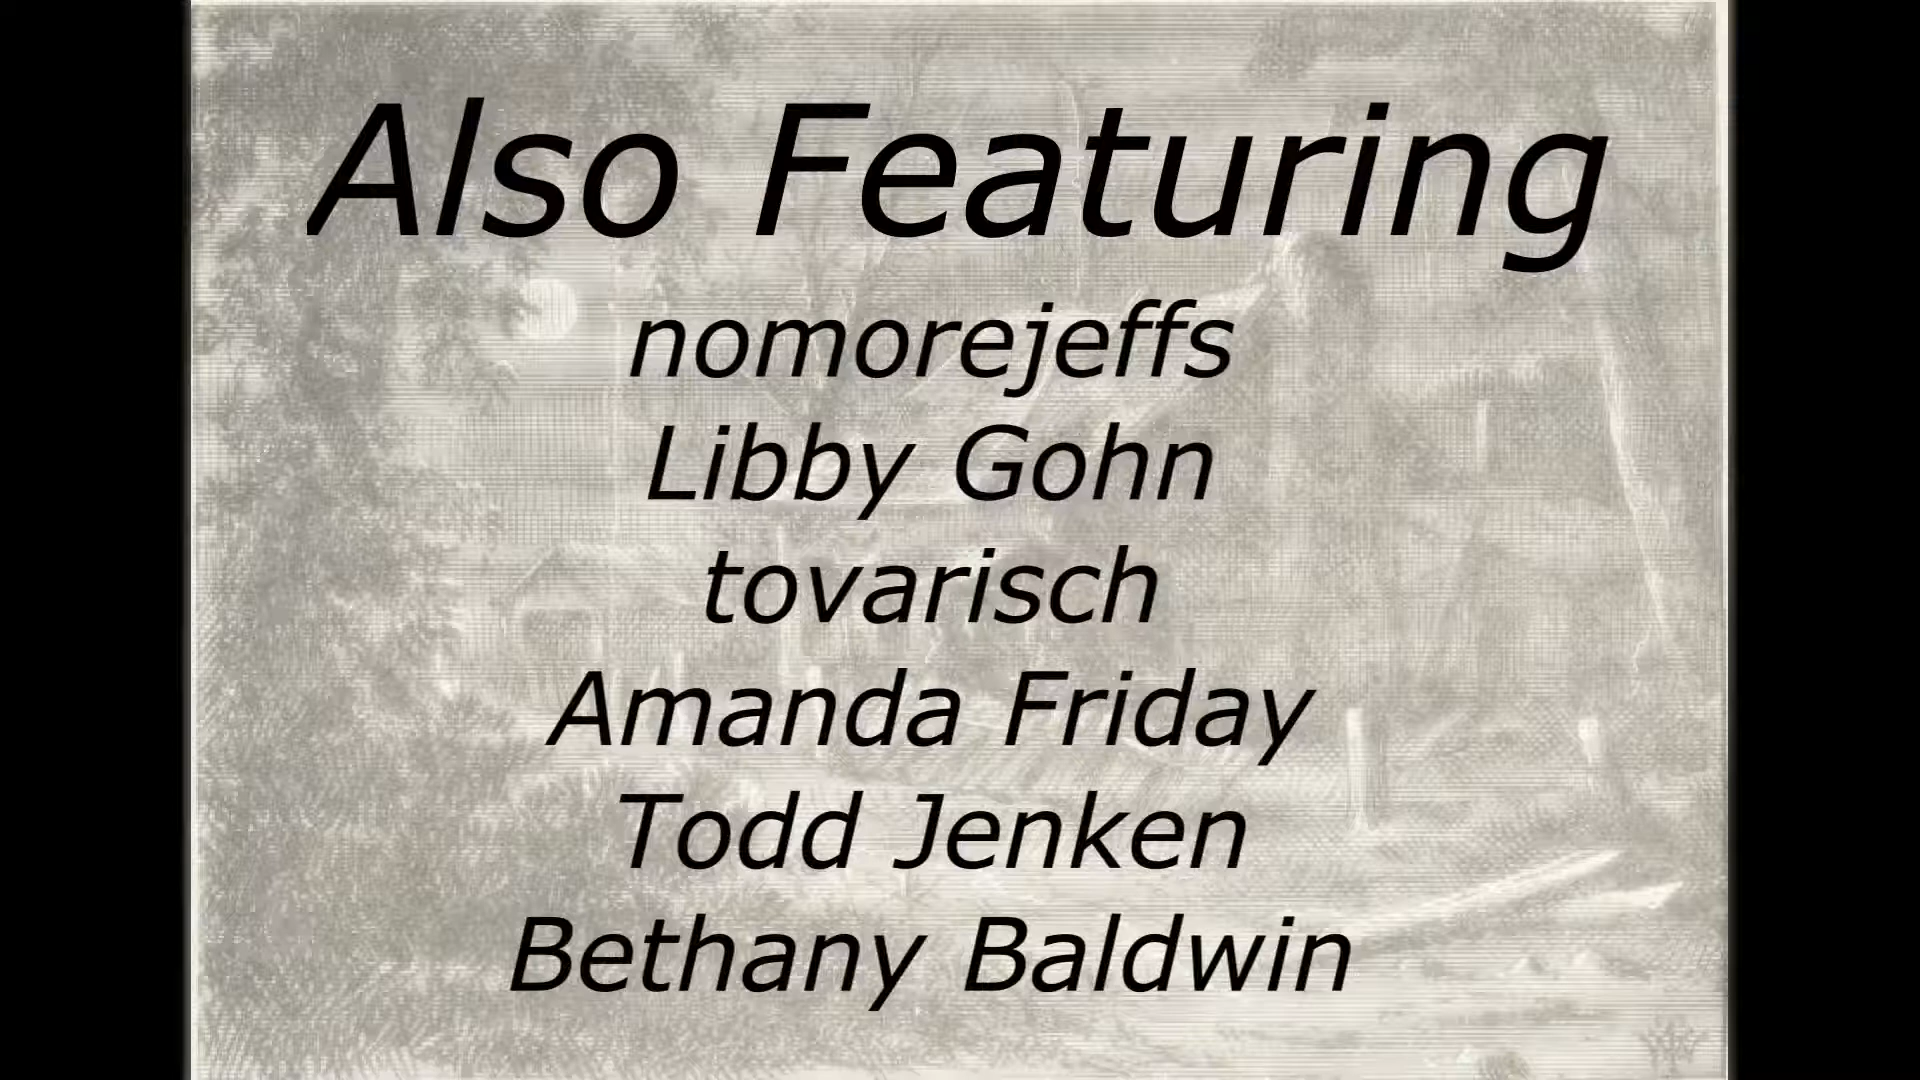 Also Featuring
nomorejeffs
Libby Gohn
tovarisch
Amanda Friday
Todd Jenken
Bethany Baldwin